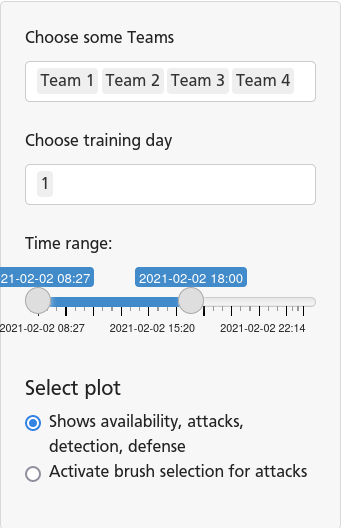 Choose some Teams
Team 1 Team 2 Team 3 Team 4
Choose training day
1
Time range:
021-02-02 08:27 2021-02-02 18:00
2021-02-02 08:27 2021-02-02 15:20 2021-02-02 22:14
Select plot
Shows availability, attacks,
detection, defense
Activate brush selection for attacks